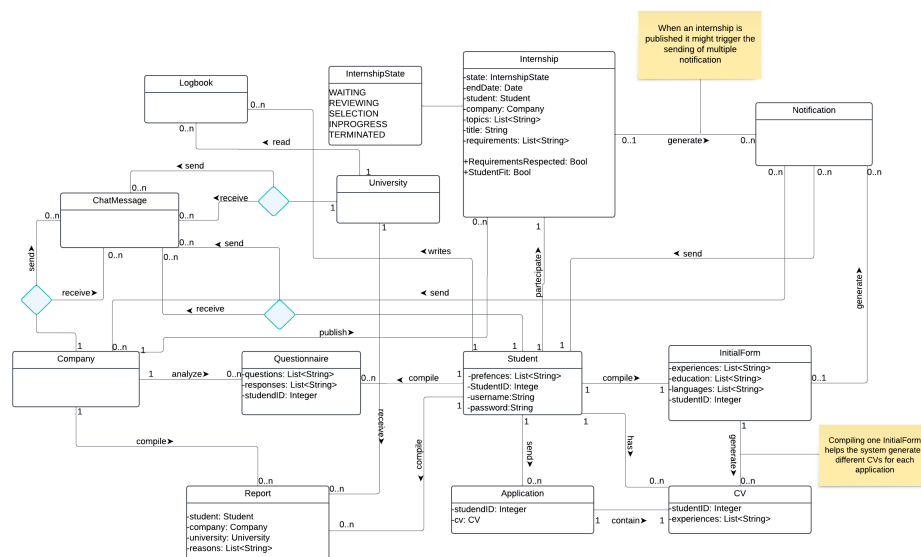 When an internship is
published it might trigger the
sending of multiple
notification
Internship
-state: InternshipState
-endDate: Date
-student: Student
-company: Company
-topics: List<String>
-title: String
-requirements: List<String>
+RequirementsRespected: Bool
+StudentFit: Bool
InternshipState
WAITING
REVIEWING
SELECTION
INPROGRESS
TERMINATED
Logbook
0..n
0..n
read
1
Notification
0..1
generate
0..n
0..n
0..n
0..n
University
1
1
send
0..n
receive
0..n
ChatMessage
0..n
0..n
0..n
0..n
send
receive
send
receive
writes
send
send
0..n
1
partecipate
generate
publish
Company
1
0..n
1
1
1
analyze
0..n
Questionnaire
-questions: List<String>
-responses: List<String>
-studendID: Integer
0..n
compile
Student
-prefences: List<String>
-StudentID: Intege
-username:String
-password:String
1
1
1
1
1
1
1
1
1
1
compile
1
InitialForm
-experiences: List<String>
-education: List<String>
-languages: List<String>
-studentID: Integer
0..1
1
generate
0..n
Compiling one InitialForm
helps the system generate
different CVs for each
application
compile
receive
compile
send
has
0..n
0..n
0..n
0..n
0..n
Report
-student: Student
-company: Company
-university: University
-reasons: List<String>
Application
-studendID: Integer
-cv: CV
1
contain
1
CV
-studentID: Integer
-experiences: List<String>